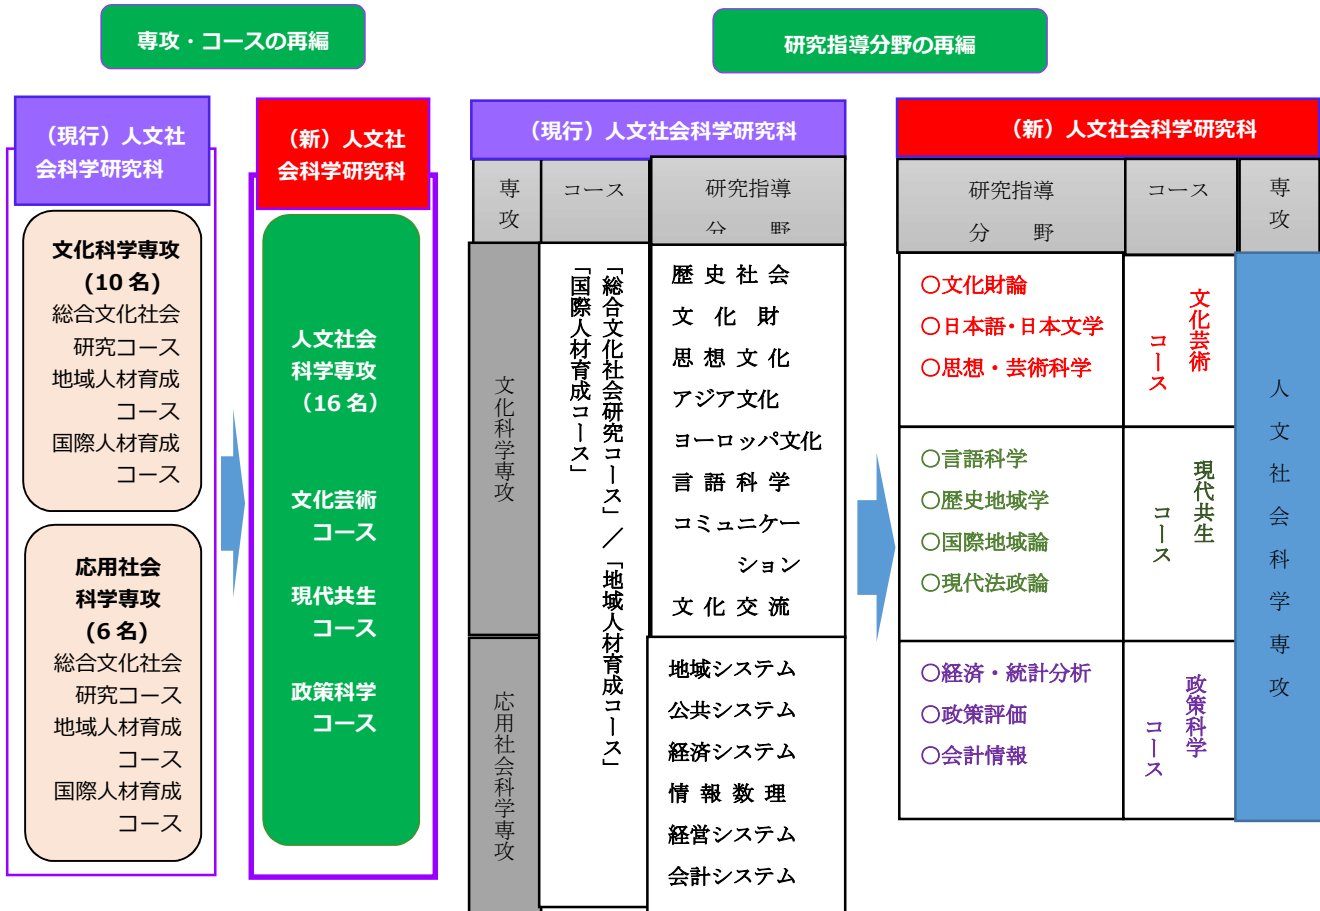 専攻・コースの再編
研究指導分野の再編
（現行）人文社
会科学研究科
文化科学専攻
(10 名)
総合文化社会
研究コース
地域人材育成
コース
国際人材育成
コース
応用社会
科学専攻
(6 名)
総合文化社会
研究コース
地域人材育成
コース
国際人材育成
コース
（新）人文社
会科学研究科
人文社会
科学専攻
（16 名）
文化芸術
コース
現代共生
コース
政策科学
コース
（現行）人文社会科学研究科
専攻
コース
研究指導
分　野
文化科学専攻
応用社会科学専攻
「総合文化社会研究コース」／「地域人材育成コース」
「国際人材育成コース」
歴 史 社 会
文　化　財
思 想 文 化
アジア文化
ヨーロッパ文化
言 語 科 学
コミュニケー
ション
文 化 交 流
地域システム
公共システム
経済システム
情 報 数 理
経営システム
会計システム
（新）人文社会科学研究科
研究指導
分　野
コース
専攻
〇文化財論
〇日本語・日本文学
〇思想・芸術科学
文化芸術
コース
〇言語科学
〇歴史地域学
〇国際地域論
〇現代法政論
現代共生
コース
〇経済・統計分析
〇政策評価
〇会計情報
政策科学
コース
人文社会科学専攻